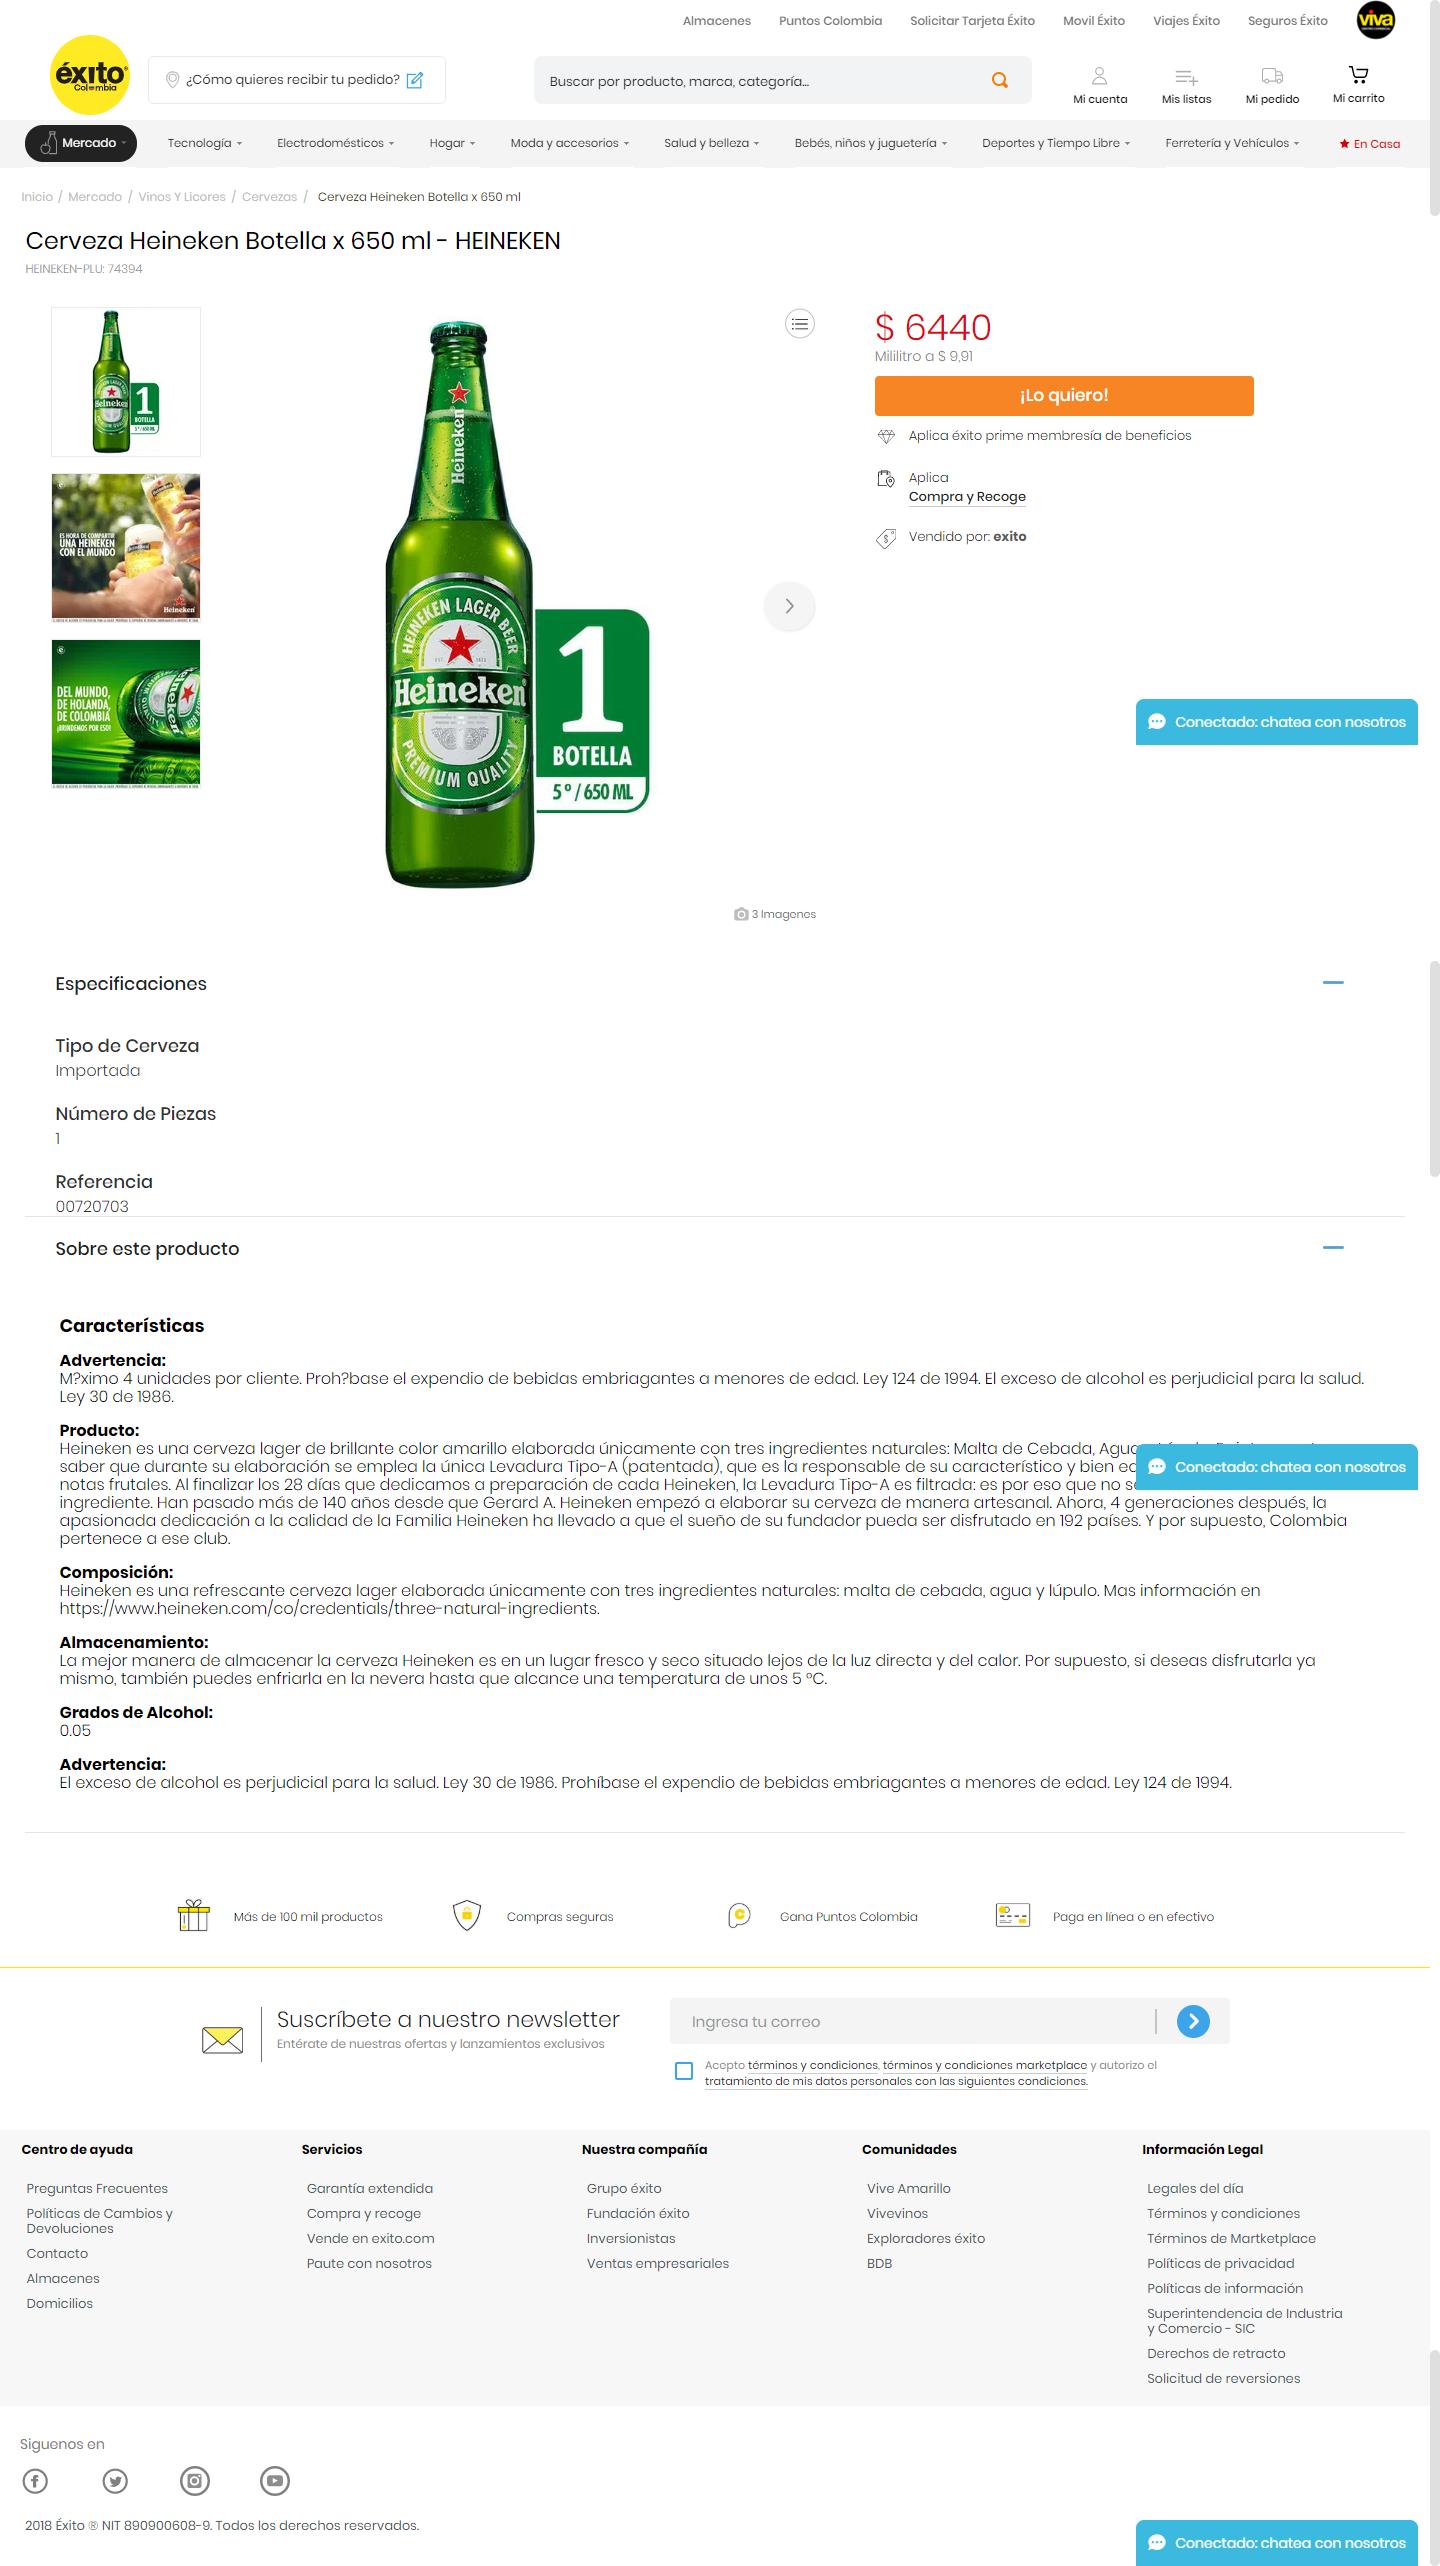 Almacenes Puntos Colombia Solicitar Tarjeta Éxito Movil Éxito Viajes Éxito Seguros Éxito viva
éxito
Colombia
¿Cómo quieres recibir tu pedido?
Buscar por producto, marca, categoría...
Mi cuenta Mis listas Mi pedido Mi carrito
Mercado Tecnología Electrodomésticos Hogar Moda y accesorios Salud y belleza Bebés, niños y juguetería Deportes y Tiempo Libre Ferretería y Vehículos En Casa
Inicio / Mercado / Vinos Y Licores / Cervezas / Cerveza Heineken Botella x 650 ml
Cerveza Heineken Botella x 650 ml - HEINEKEN
HEINEKEN-PLU: 74394
Heineken
1
BOTELLA
5º/650 ML
ES HORA DE COMPARTIR
UNA HEINEKEN
CON EL MUNDO
Heineken
DEL MUNDO,
DE HOLANDA,
DE COLOMBIA
¡BRINDEMOS POR ESO!
Heineken
Heineken
HEINEKEN LAGER BEER
Heineken
PREMIUM QUALITY
1
BOTELLA
5º/650 ML
3 Imagenes
$ 6440
Mililitro a $ 9,91
¡Lo quiero!
Aplica éxito prime membresía de beneficios
Aplica
Compra y Recoge
Vendido por: exito
Conectado: chatea con nosotros
Especificaciones
Tipo de Cerveza
Importada
Número de Piezas
1
Referencia
00720703
Sobre este producto
Características
Advertencia:
M?ximo 4 unidades por cliente. Proh?base el expendio de bebidas embriagantes a menores de edad. Ley 124 de 1994. El exceso de alcohol es perjudicial para la salud.
Ley 30 de 1986.
Producto:
Heineken es una cerveza lager de brillante color amarillo elaborada únicamente con tres ingredientes naturales: Malta de Cebada,
saber que durante su elaboración se emplea la única Levadura Tipo-A (patentada), que es la responsable de su característico y bien
notas frutales. Al finalizar los 28 días que dedicamos a preparación de cada Heineken, la Levadura Tipo-A es filtrada: es por eso que no
ingrediente. Han pasado más de 140 años desde que Gerard A. Heineken empezó a elaborar su cerveza de manera artesanal. Ahora, 4 generaciones después, la
apasionada dedicación a la calidad de la Familia Heineken ha llevado a que el sueño de su fundador pueda ser disfrutado en 192 países. Y por supuesto, Colombia
pertenece a ese club.
Conectado: chatea con nosotros
Composición:
Heineken es una refrescante cerveza lager elaborada únicamente con tres ingredientes naturales: malta de cebada, agua y lúpulo. Mas información en
https://www.heineken.com/co/credentials/three-natural-ingredients.
Almacenamiento:
La mejor manera de almacenar la cerveza Heineken es en un lugar fresco y seco situado lejos de la luz directa y del calor. Por supuesto, si deseas disfrutarla ya
mismo, también puedes enfriarla en la nevera hasta que alcance una temperatura de unos 5 ºC.
Grados de Alcohol:
0.05
Advertencia:
El exceso de alcohol es perjudicial para la salud. Ley 30 de 1986. Prohíbase el expendio de bebidas embriagantes a menores de edad. Ley 124 de 1994.
Más de 100 mil productos Compras seguras Gana Puntos Colombia Paga en línea o en efectivo
Suscríbete a nuestro newsletter
Entérate de nuestras ofertas y lanzamientos exclusivos
Ingresa tu correo
Acepto términos y condiciones, términos y condiciones marketplace y autorizo el
tratamiento de mis datos personales con las siguientes condiciones.
Centro de ayuda
Preguntas Frecuentes
Políticas de Cambios y
Devoluciones
Contacto
Almacenes
Domicilios
Servicios
Garantía extendida
Compra y recoge
Vende en exito.com
Paute con nosotros
Nuestra compañía
Grupo éxito
Fundación éxito
Inversionistas
Ventas empresariales
Comunidades
Vive Amarillo
Vivevinos
Exploradores éxito
BDB
Información Legal
Legales del día
Términos y condiciones
Términos de Martketplace
Políticas de privacidad
Políticas de información
Superintendencia de Industria
y Comercio - SIC
Derechos de retracto
Solicitud de reversiones
Siguenos en
2018 Éxito ® NIT 890900608-9. Todos los derechos reservados.
Conectado: chatea con nosotros